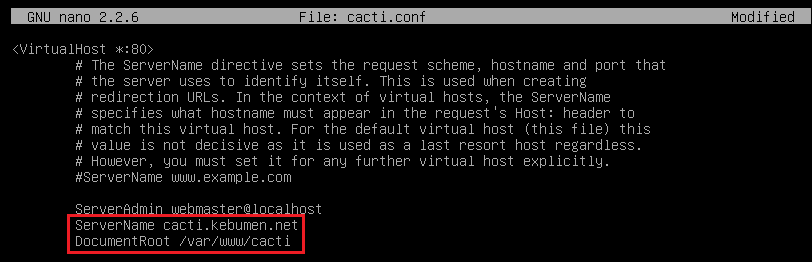 GNU nano 2.2.6 File: cacti.conf Modified
<VirtualHost *:80>
# The ServerName directive sets the request scheme, hostname and port that
# the server uses to identify itself. This is used when creating
# redirection URLs. In the context of virtual hosts, the ServerName
# specifies what hostname must appear in the request's Host: header to
# match this virtual host. For the default virtual host (this file) this
# value is not decisive as it is used as a last resort host regardless.
# However, you must set it for any further virtual host explicitly.
#ServerName www.example.com
ServerAdmin webmaster@localhost
ServerName cacti.kebumen.net
DocumentRoot /var/www/cacti